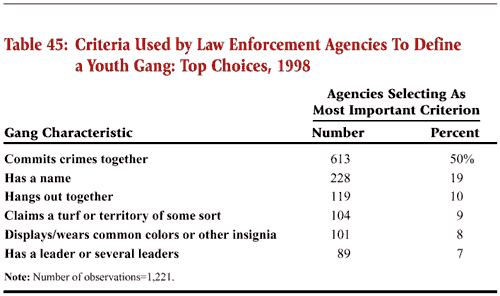 Table 45: Criteria Used by Law Enforcement Agencies To Define
a Youth Gang: Top Choices, 1998
Agencies Selecting As
Most Important Criterion
Gang Characteristic Number Percent
Commits crimes together 613 50%
Has a name 228 19
Hangs out together 119 10
Claims a turf or territory of some sort 104 9
Displays/wears common colors or other insignia 101 8
Has a leader or several leaders 89 7
Note: Number of observations=1,221.